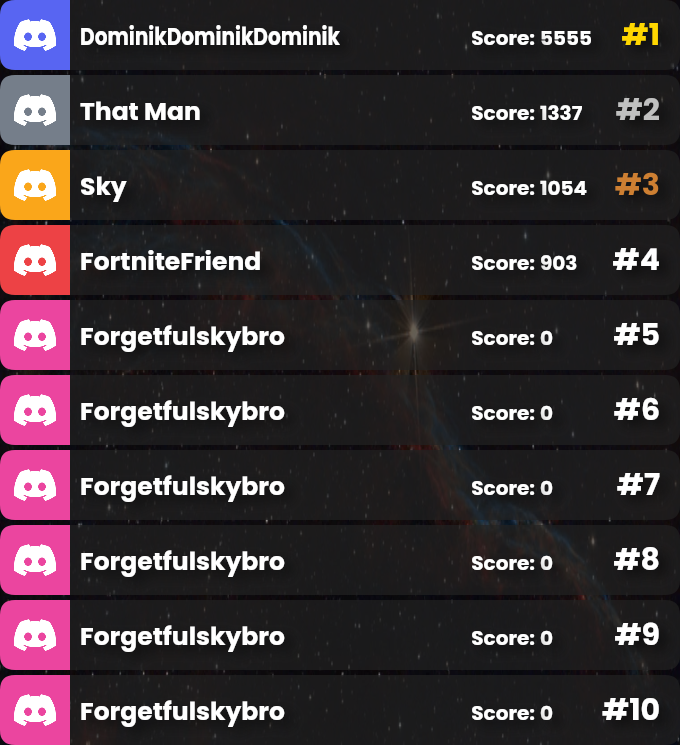 DominikDominikDominik Score: 5555 #1
That Man Score: 1337 #2
Sky Score: 1054 #3
FortniteFriend Score: 903 #4
Forgetfulskybro Score: 0 #5
Forgetfulskybro Score: 0 #6
Forgetfulskybro Score: 0 #7
Forgetfulskybro Score: 0 #8
Forgetfulskybro Score: 0 #9
Forgetfulskybro Score: 0 #10